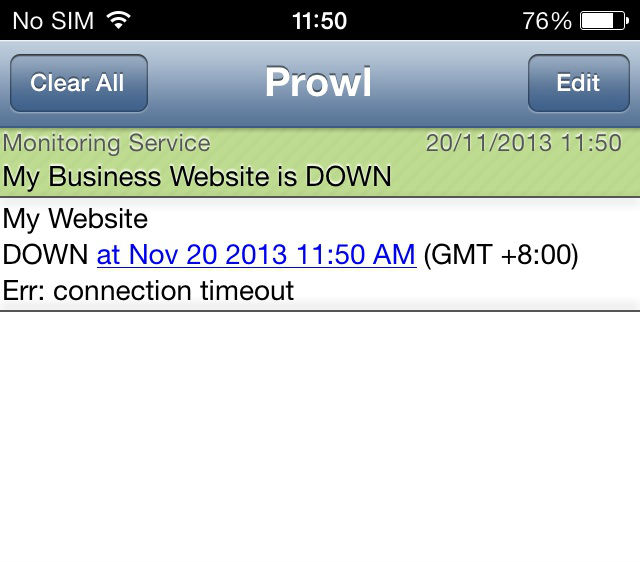 No SIM 11:50 76%
Clear All Prowl Edit
Monitoring Service 20/11/2013 11:50
My Business Website is DOWN
My Website
DOWN at Nov 20 2013 11:50 AM (GMT +8:00)
Err: connection timeout